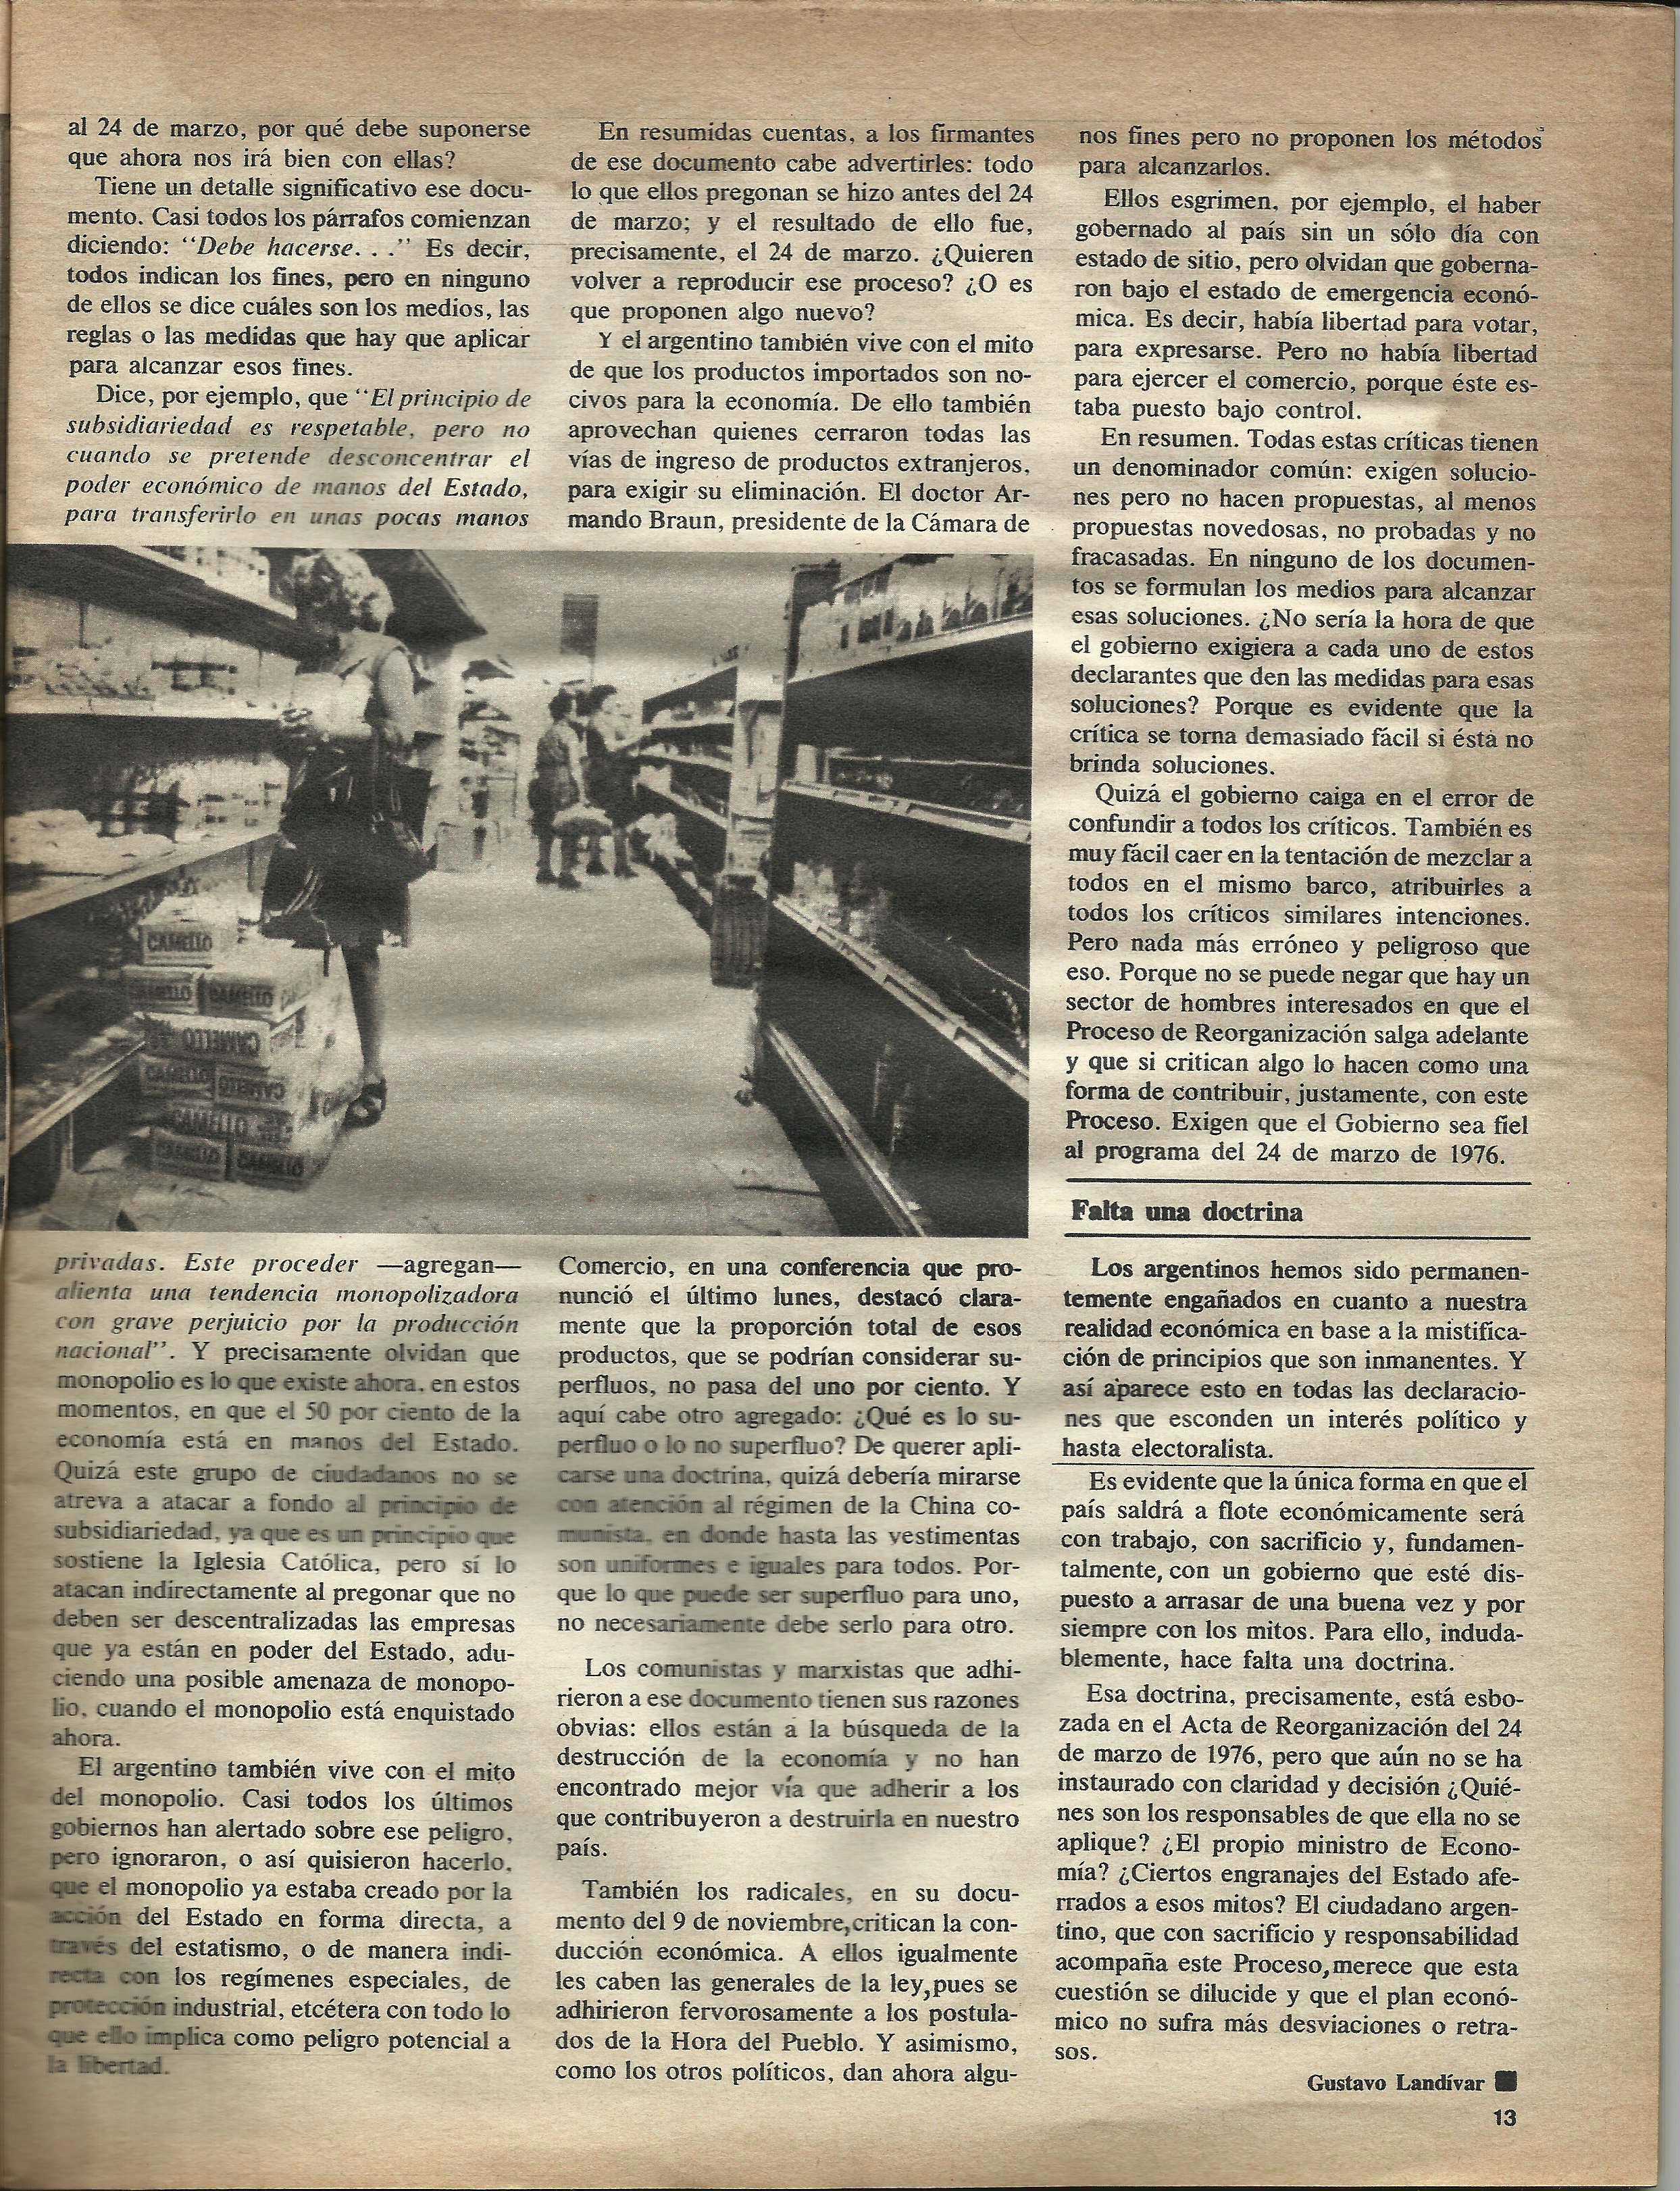 al 24 de marzo, por qué debe suponerse
que ahora nos irá bien con ellas?
Tiene un detalle significativo ese docu-
mento. Casi todos los párrafos comienzan
diciendo: “Debe hacerse. . .” Es decir,
todos indican los fines, pero en ninguno
de ellos se dice cuáles son los medios, las
reglas o las medidas que hay que aplicar
para alcanzar esos fines.
Dice, por ejemplo, que “El principio de
subsidiariedad es respetable, pero no
cuando se pretende desconcentrar el
poder económico de manos del Estado,
para transferirlo en unas pocas manos
privadas. Este proceder —agregan—
alienta una tendencia monopolizadora
con grave perjuicio por la producción
nacional”. Y precisamente olvidan que
monopolio es lo que existe ahora, en estos
momentos, en que el 50 por ciento de la
economía está en manos del Estado.
Quizá este grupo de ciudadanos no se
atreva a atacar a fondo al principio de
subsidiariedad, ya que es un principio que
sostiene la Iglesia Católica, pero sí lo
atacan indirectamente al pregonar que no
deben ser descentralizadas las empresas
que ya están en poder del Estado, adu-
ciendo una posible amenaza de monopo-
lio, cuando el monopolio está enquistado
ahora.
El argentino también vive con el mito
del monopolio. Casi todos los últimos
gobiernos han alertado sobre ese peligro,
pero ignoraron, o así quisieron hacerlo,
que el monopolio ya estaba creado por la
acción del Estado en forma directa, a
través del estatismo, o de manera indi-
recta con los regímenes especiales, de
protección industrial, etcétera con todo lo
que ello implica como peligro potencial a
la libertad.
En resumidas cuentas, a los firmantes
de ese documento cabe advertirles: todo
lo que ellos pregonan se hizo antes del 24
de marzo; y el resultado de ello fue,
precisamente, el 24 de marzo. ¿Quieren
volver a reproducir ese proceso? ¿O es
que proponen algo nuevo?
Y el argentino también vive con el mito
de que los productos importados son no-
civos para la economía. De ello también
aprovechan quienes cerraron todas las
vías de ingreso de productos extranjeros,
para exigir su eliminación. El doctor Ar-
mando Braun, presidente de la Cámara de
Comercio, en una conferencia que pro-
nunció el último lunes, destacó clara-
mente que la proporción total de esos
productos, que se podrían considerar su-
perfluos, no pasa del uno por ciento. Y
aquí cabe otro agregado: ¿Qué es lo su-
perfluo o lo no superfluo? De querer apli-
carse una doctrina, quizá debería mirarse
con atención al régimen de la China co-
munista, en donde hasta las vestimentas
son uniformes e iguales para todos. Por-
que lo que puede ser superfluo para uno,
no necesariamente debe serlo para otro.
Los comunistas y marxistas que adhi-
rieron a ese documento tienen sus razones
obvias: ellos están a la búsqueda de la
destrucción de la economía y no han
encontrado mejor vía que adherir a los
que contribuyeron a destruirla en nuestro
país.
También los radicales, en su docu-
mento del 9 de noviembre,critican la con-
ducción económica. A ellos igualmente
les caben las generales de la ley,pues se
adhirieron fervorosamente a los postula-
dos de la Hora del Pueblo. Y asimismo,
como los otros políticos, dan ahora algu-
nos fines pero no proponen los métodos
para alcanzarlos.
Ellos esgrimen, por ejemplo, el haber
gobernado al país sin un sólo día con
estado de sitio, pero olvidan que goberna-
ron bajo el estado de emergencia econó-
mica. Es decir, había libertad para votar,
para expresarse. Pero no había libertad
para ejercer el comercio, porque éste es-
taba puesto bajo control.
En resumen. Todas estas críticas tienen
un denominador común: exigen solucio-
nes pero no hacen propuestas, al menos
propuestas novedosas, no probadas y no
fracasadas. En ninguno de los documen-
tos se formulan los medios para alcanzar
esas soluciones. ¿No sería la hora de que
el gobierno exigiera a cada uno de estos
declarantes que den las medidas para esas
soluciones? Porque es evidente que la
crítica se torna demasiado fácil si ésta no
brinda soluciones.
Quizá el gobierno caiga en el error de
confundir a todos los críticos. También es
muy fácil caer en la tentación de mezclar a
todos en el mismo barco, atribuirles a
todos los críticos similares intenciones.
Pero nada más erróneo y peligroso que
eso. Porque no se puede negar que hay un
sector de hombres interesados en que el
Proceso de Reorganización salga adelante
y que si critican algo lo hacen como una
forma de contribuir, justamente, con este
Proceso. Exigen que el Gobierno sea fiel
al programa del 24 de marzo de 1976.
Falta una doctrina
Los argentinos hemos sido permanen-
temente engañados en cuanto a nuestra
realidad económica en base a la mistifica-
ción de principios que son inmanentes. Y
así aparece esto en todas las declaracio-
nes que esconden un interés político y
hasta electoralista.
Es evidente que la única forma en que el
país saldrá a flote económicamente será
con trabajo, con sacrificio y, fundamen-
talmente, con un gobierno que esté dis-
puesto a arrasar de una buena vez y por
siempre con los mitos. Para ello, induda-
blemente, hace falta una doctrina.
Esa doctrina, precisamente, está esbo-
zada en el Acta de Reorganización del 24
de marzo de 1976, pero que aún no se ha
instaurado con claridad y decisión ¿Quié-
nes son los responsables de que ella no se
aplique? ¿El propio ministro de Econo-
mía? ¿Ciertos engranajes del Estado afe-
rrados a esos mitos? El ciudadano argen-
tino, que con sacrificio y responsabilidad
acompaña este Proceso,merece que esta
cuestión se dilucide y que el plan econó-
mico no sufra más desviaciones o retra-
sos.
Gustavo Landívar
13
CAMELLO
CAMELLO CAMELLO
CAMELLO
CAMELLO CAMELLO
CAMELLO
CAMELLO CAMELLO